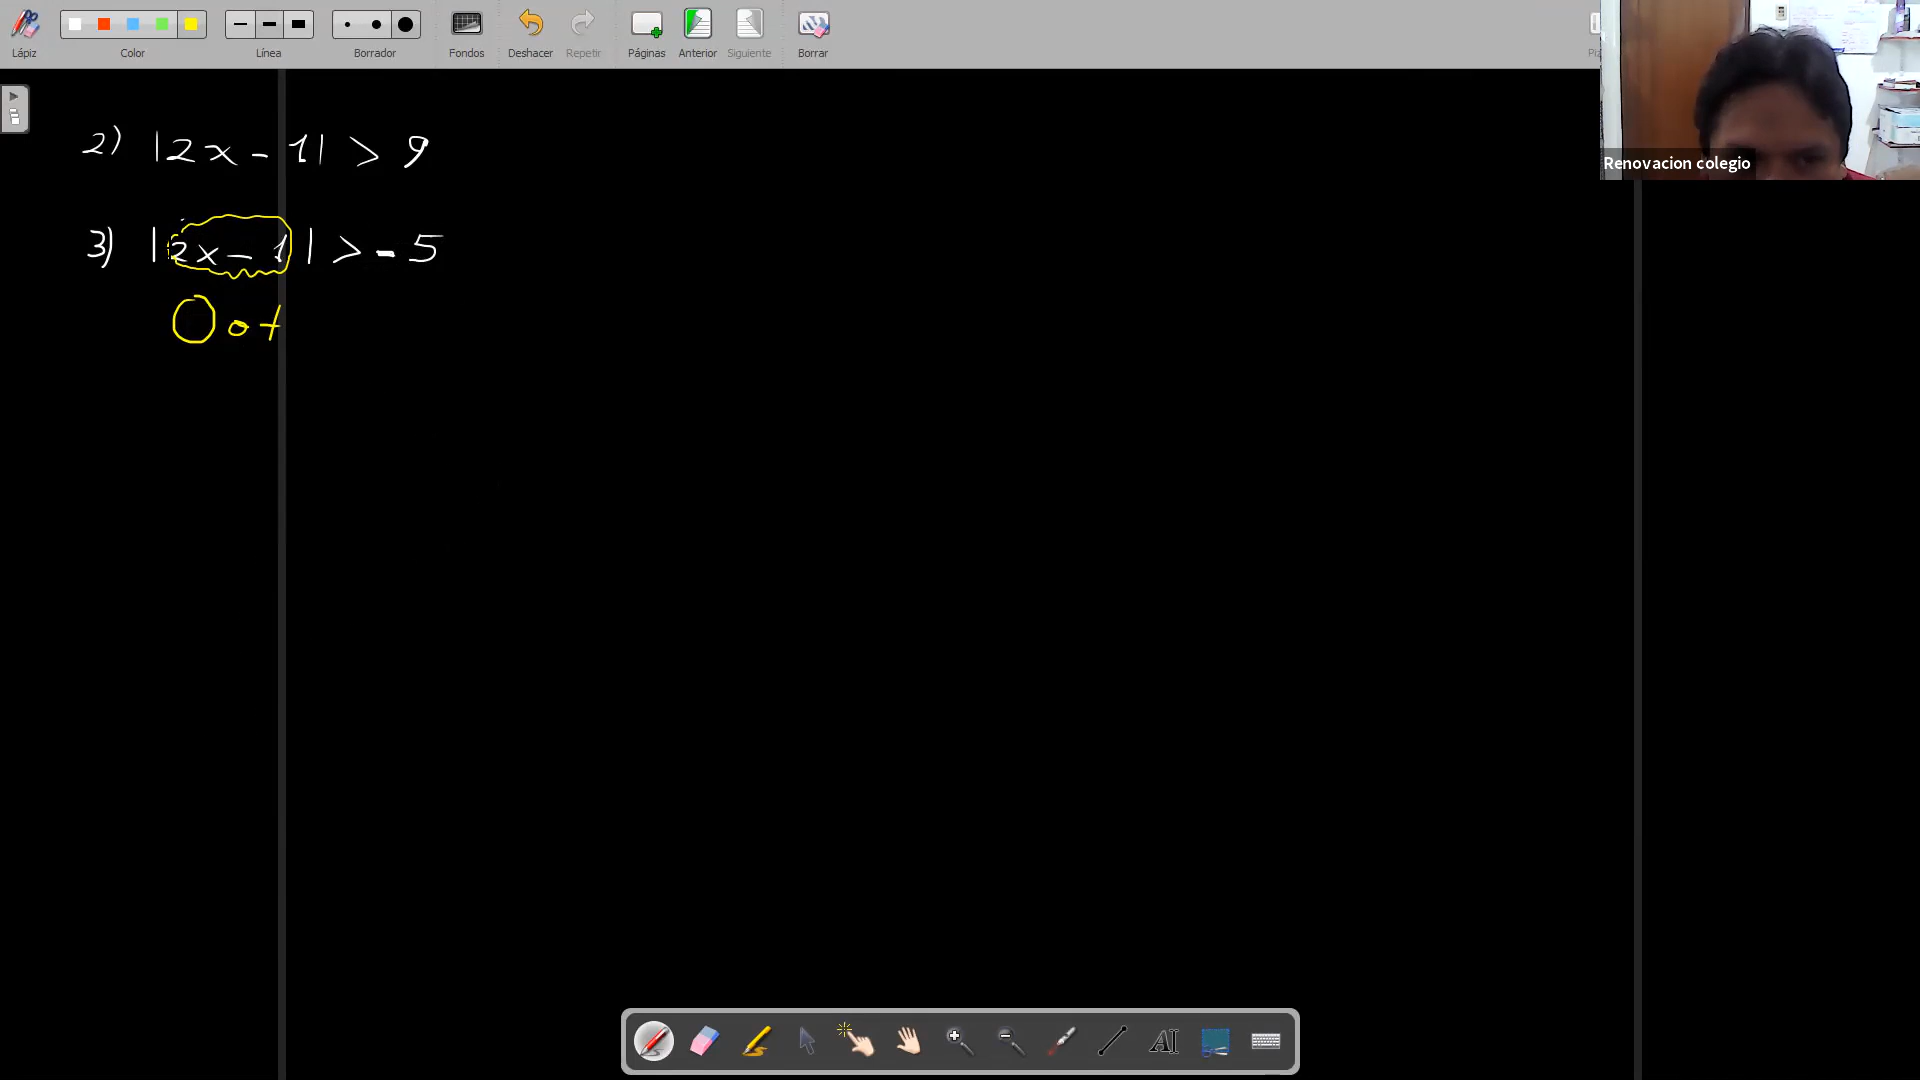 Lápiz Color Línea Borrador Fondos Deshacer Repetir Páginas Anterior Siguiente Borrar
Renovacion colegio
2) |2x - 1| > 9
3) |2x - 1| > - 5
0 o +
AI